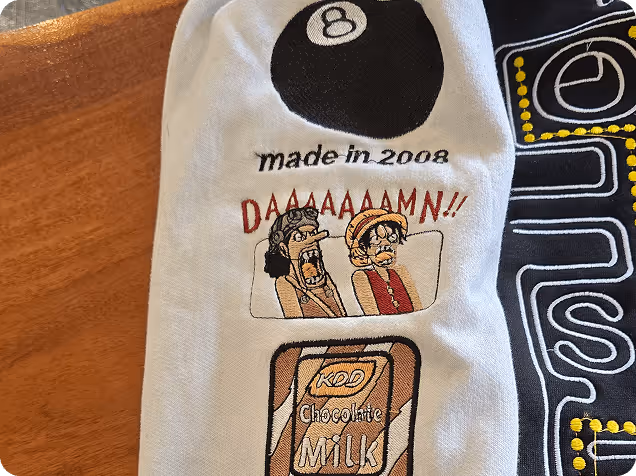 8
made in 2008
DAAAAAAAMN!!
KDD
Chocolate
Milk